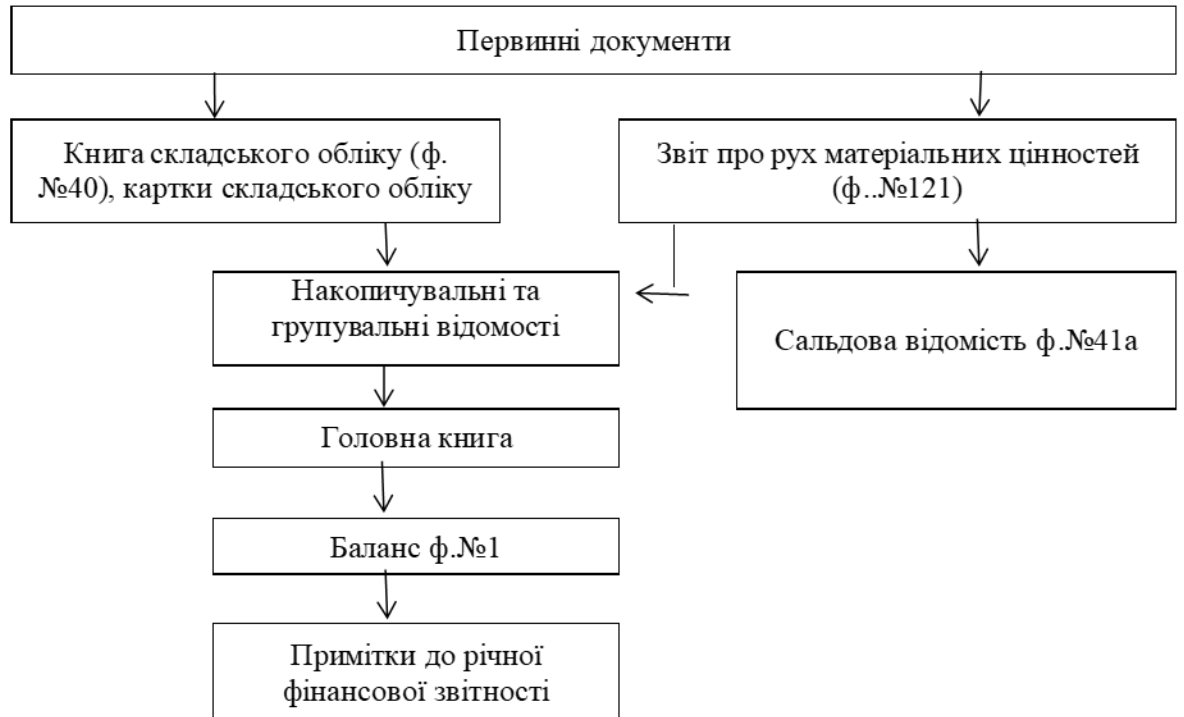 Первинні документи
Книга складського обліку (ф.
№40), картки складського обліку
Звіт про рух матеріальних цінностей
(ф..№121)
Накопичувальні та
групувальні відомості
Сальдова відомість ф.№41а
Головна книга
Баланс ф.№1
Примітки до річної
фінансової звітності